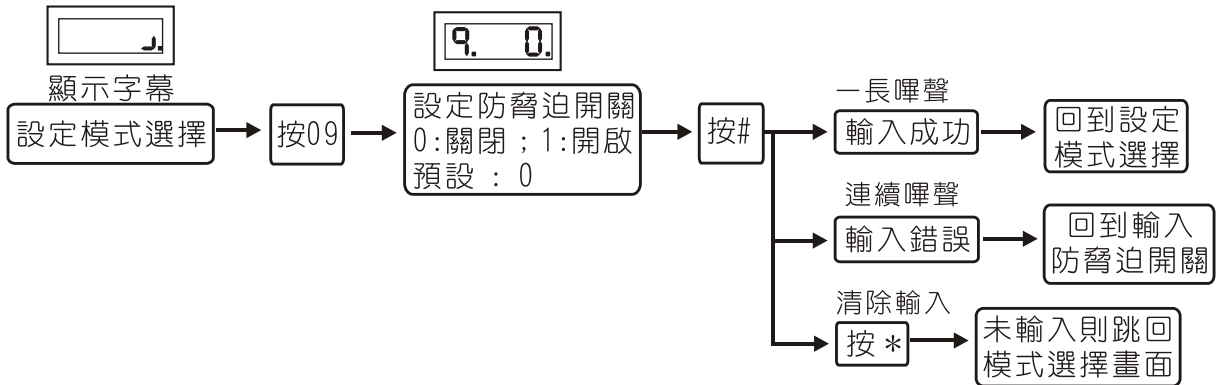 顯示字幕
設定模式選擇
按09
9. 0.
設定防脅迫開關
0:關閉；1:開啟
預設 : 0
按#
一長嗶聲
輸入成功
回到設定
模式選擇
連續嗶聲
輸入錯誤
回到輸入
防脅迫開關
清除輸入
按＊
未輸入則跳回
模式選擇畫面